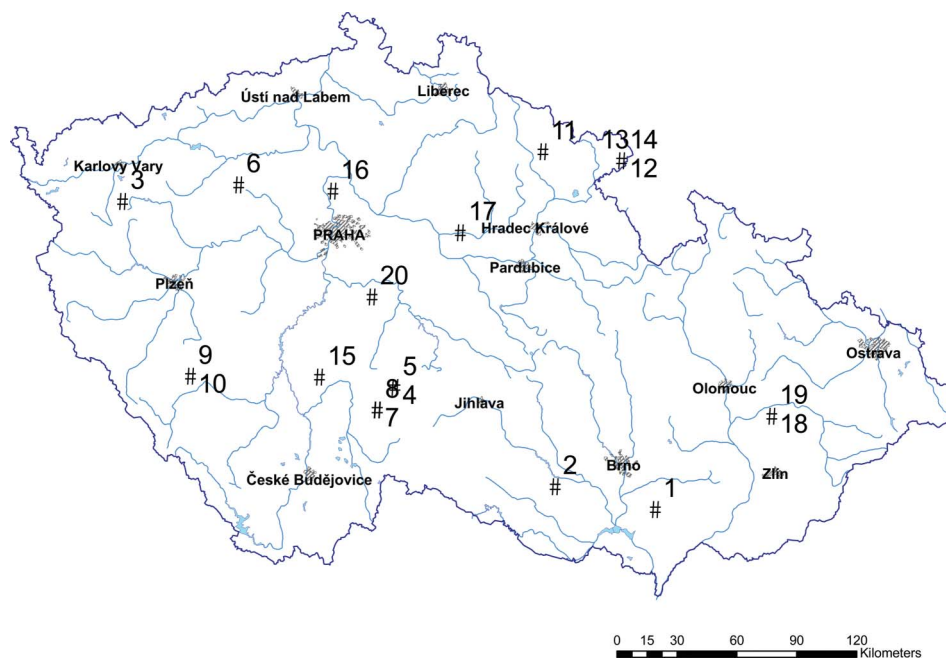 Ústí nad Labem
Liberec
11
13 14
#
#
12
Karlovy Vary
3
#
6
#
16
#
PRAHA
17
#
Hradec Králové
Pardubice
Plzeň
20
#
Ostrava
9
#
10
15
#
5
8
#
4
#
7
Jihlava
Olomouc
19
#
18
České Budějovice
2
#
Brno
Zlín
1
#
0 15 30 60 90 120
Kilometers